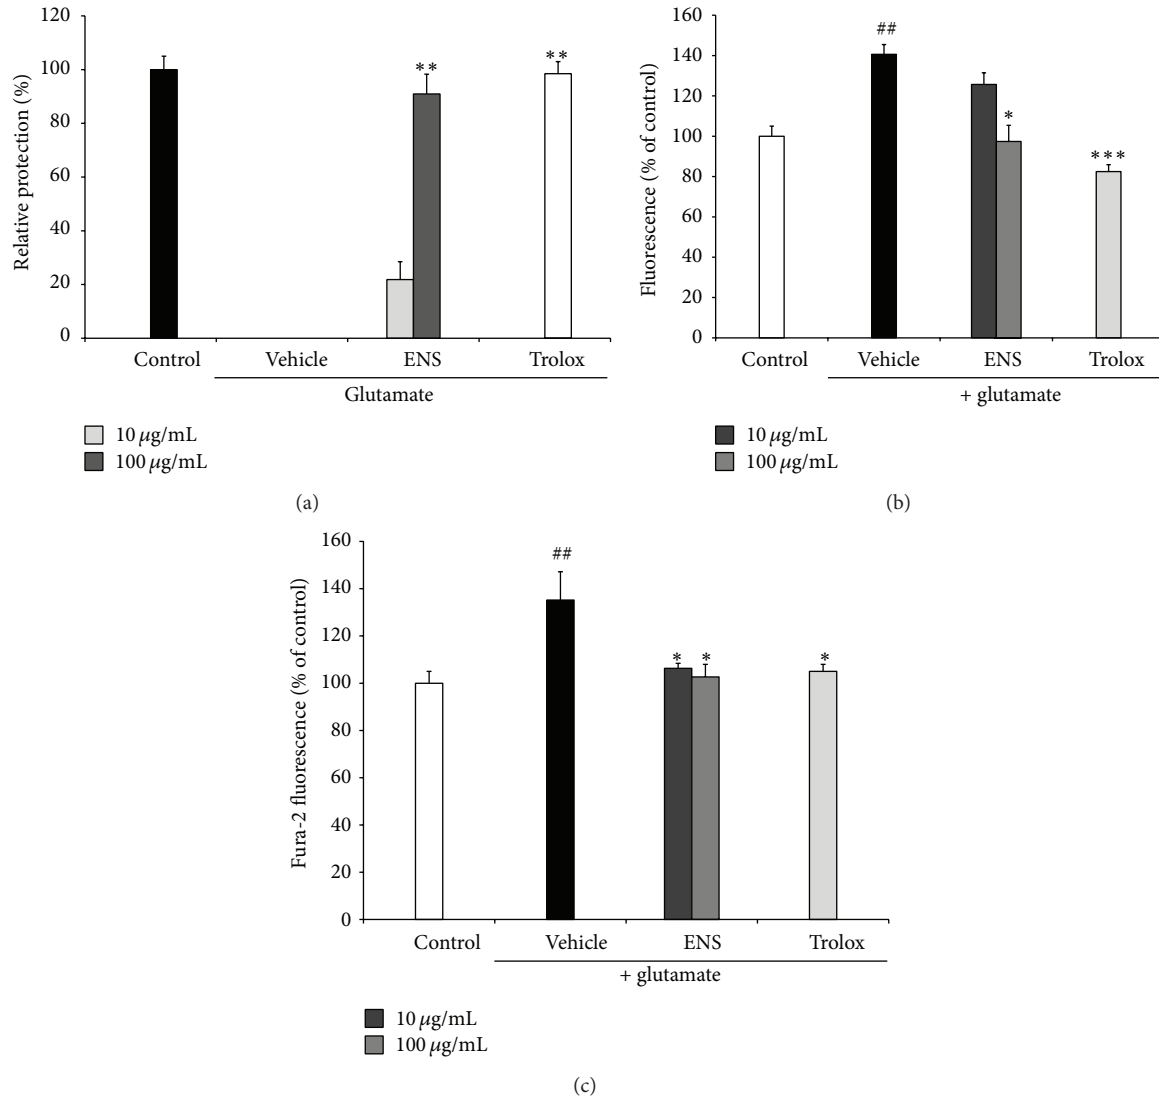 120
100
80
60
40
20
0
Relative protection (%)
**
**
Control
Vehicle
ENS
Trolox
Glutamate
10 μg/mL
100 μg/mL
(a)
160
140
120
100
80
60
40
20
0
Fluorescence (% of control)
##
*
***
Control
Vehicle
ENS
Trolox
+ glutamate
10 μg/mL
100 μg/mL
(b)
160
140
120
100
80
60
40
20
0
Fura-2 fluorescence (% of control)
##
*
*
*
Control
Vehicle
ENS
Trolox
+ glutamate
10 μg/mL
100 μg/mL
(c)